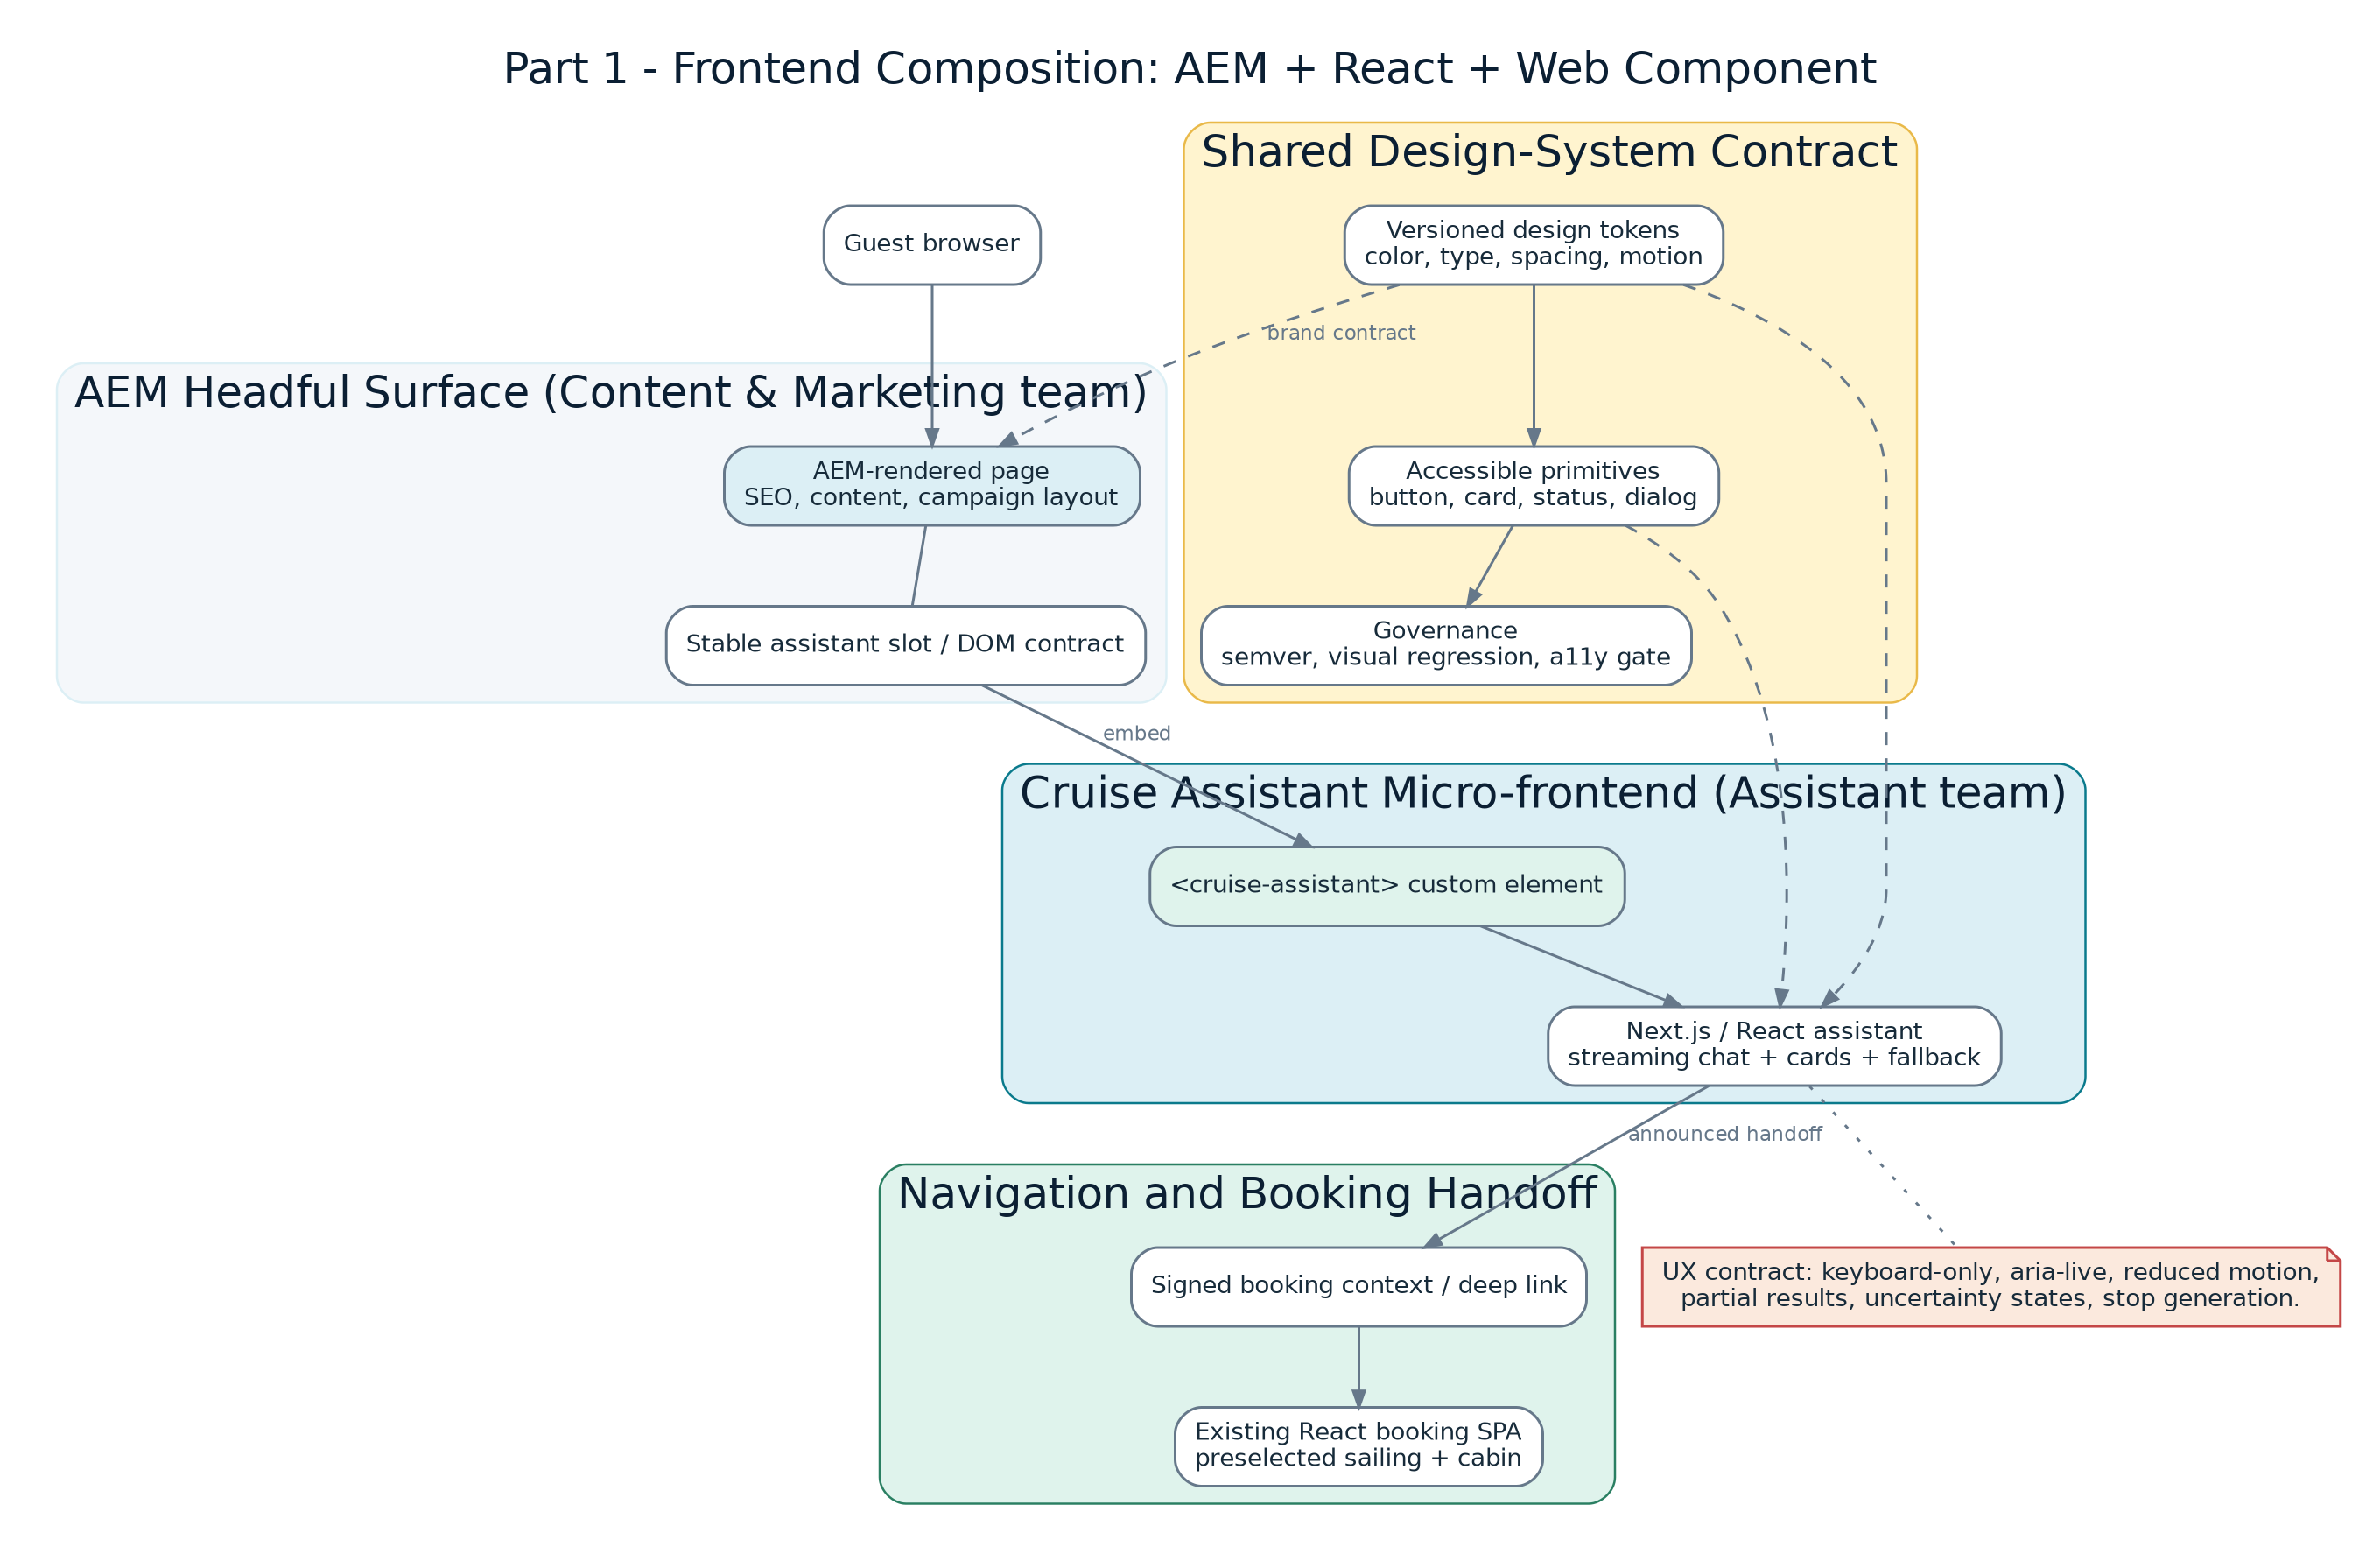 Part 1 - Frontend Composition: AEM + React + Web Component
Shared Design-System Contract
Guest browser
Versioned design tokens
color, type, spacing, motion
brand contract
AEM Headful Surface (Content & Marketing team)
AEM-rendered page
SEO, content, campaign layout
Accessible primitives
button, card, status, dialog
Stable assistant slot / DOM contract
Governance
semver, visual regression, a11y gate
embed
Cruise Assistant Micro-frontend (Assistant team)
<cruise-assistant> custom element
Next.js / React assistant
streaming chat + cards + fallback
announced handoff
Navigation and Booking Handoff
Signed booking context / deep link
UX contract: keyboard-only, aria-live, reduced motion,
partial results, uncertainty states, stop generation.
Existing React booking SPA
preselected sailing + cabin